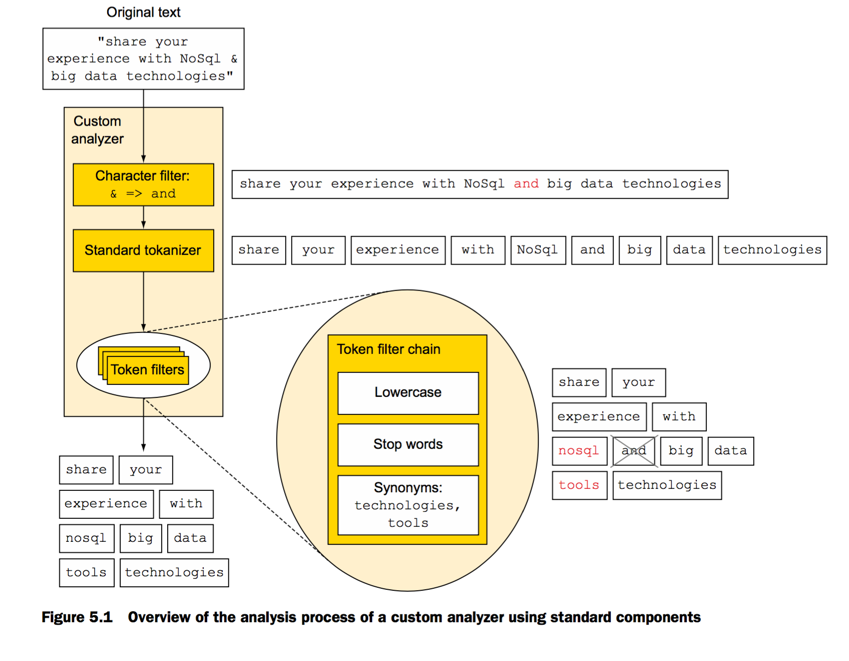 Original text
"share your
experience with NoSql &
big data technologies"
Custom
analyzer
Character filter:
& => and
share your experience with NoSql and big data technologies
Standard tokanizer
share your experience with NoSql and big data technologies
Token filters
Token filter chain
Lowercase
Stop words
Synonyms:
technologies,
tools
share your
experience with
nosql and big data
tools technologies
share your
experience with
nosql big data
tools technologies
Figure 5.1 Overview of the analysis process of a custom analyzer using standard components